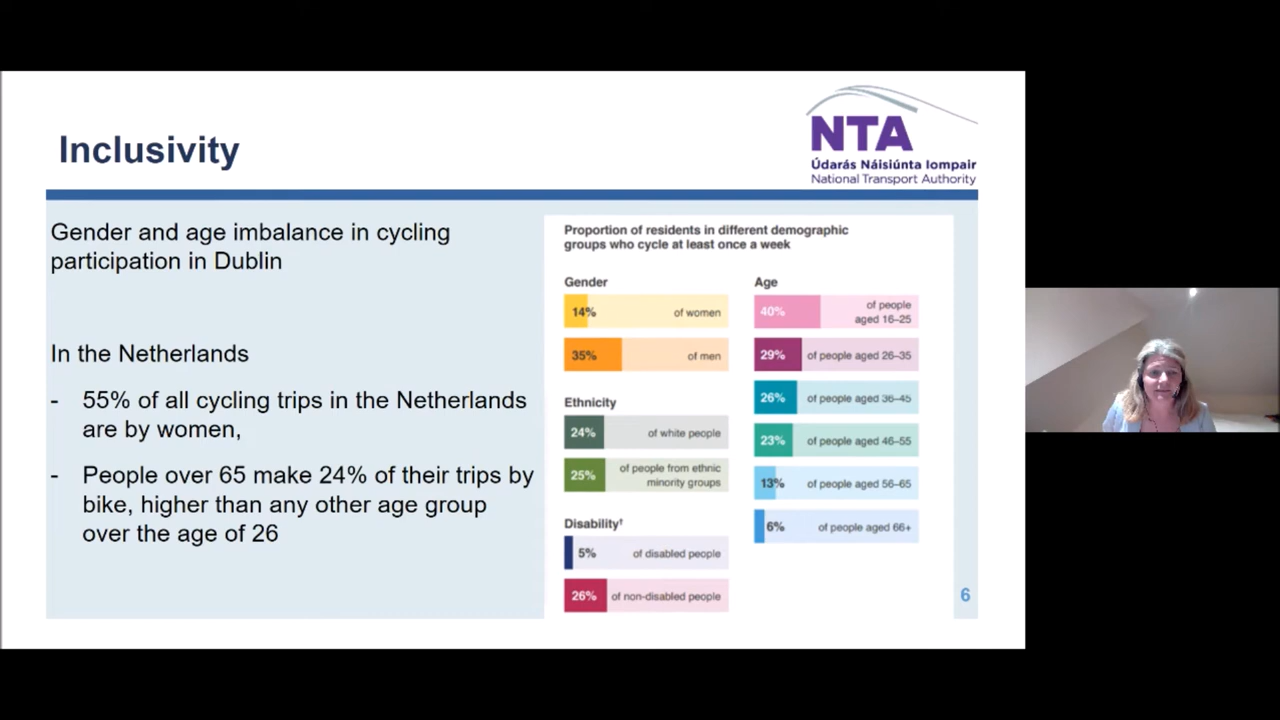 Inclusivity
NTA
Údarás Náisiúnta Iompair
National Transport Authority
Gender and age imbalance in cycling
participation in Dublin
In the Netherlands
- 55% of all cycling trips in the Netherlands
are by women,
- People over 65 make 24% of their trips by
bike, higher than any other age group
over the age of 26
Proportion of residents in different demographic
groups who cycle at least once a week
Gender
14% of women
35% of men
Ethnicity
24% of white people
25% of people from ethnic
minority groups
Disability†
5% of disabled people
26% of non-disabled people
Age
40% of people
aged 16–25
29% of people aged 26–35
26% of people aged 36–45
23% of people aged 46–55
13% of people aged 56–65
6% of people aged 66+
6